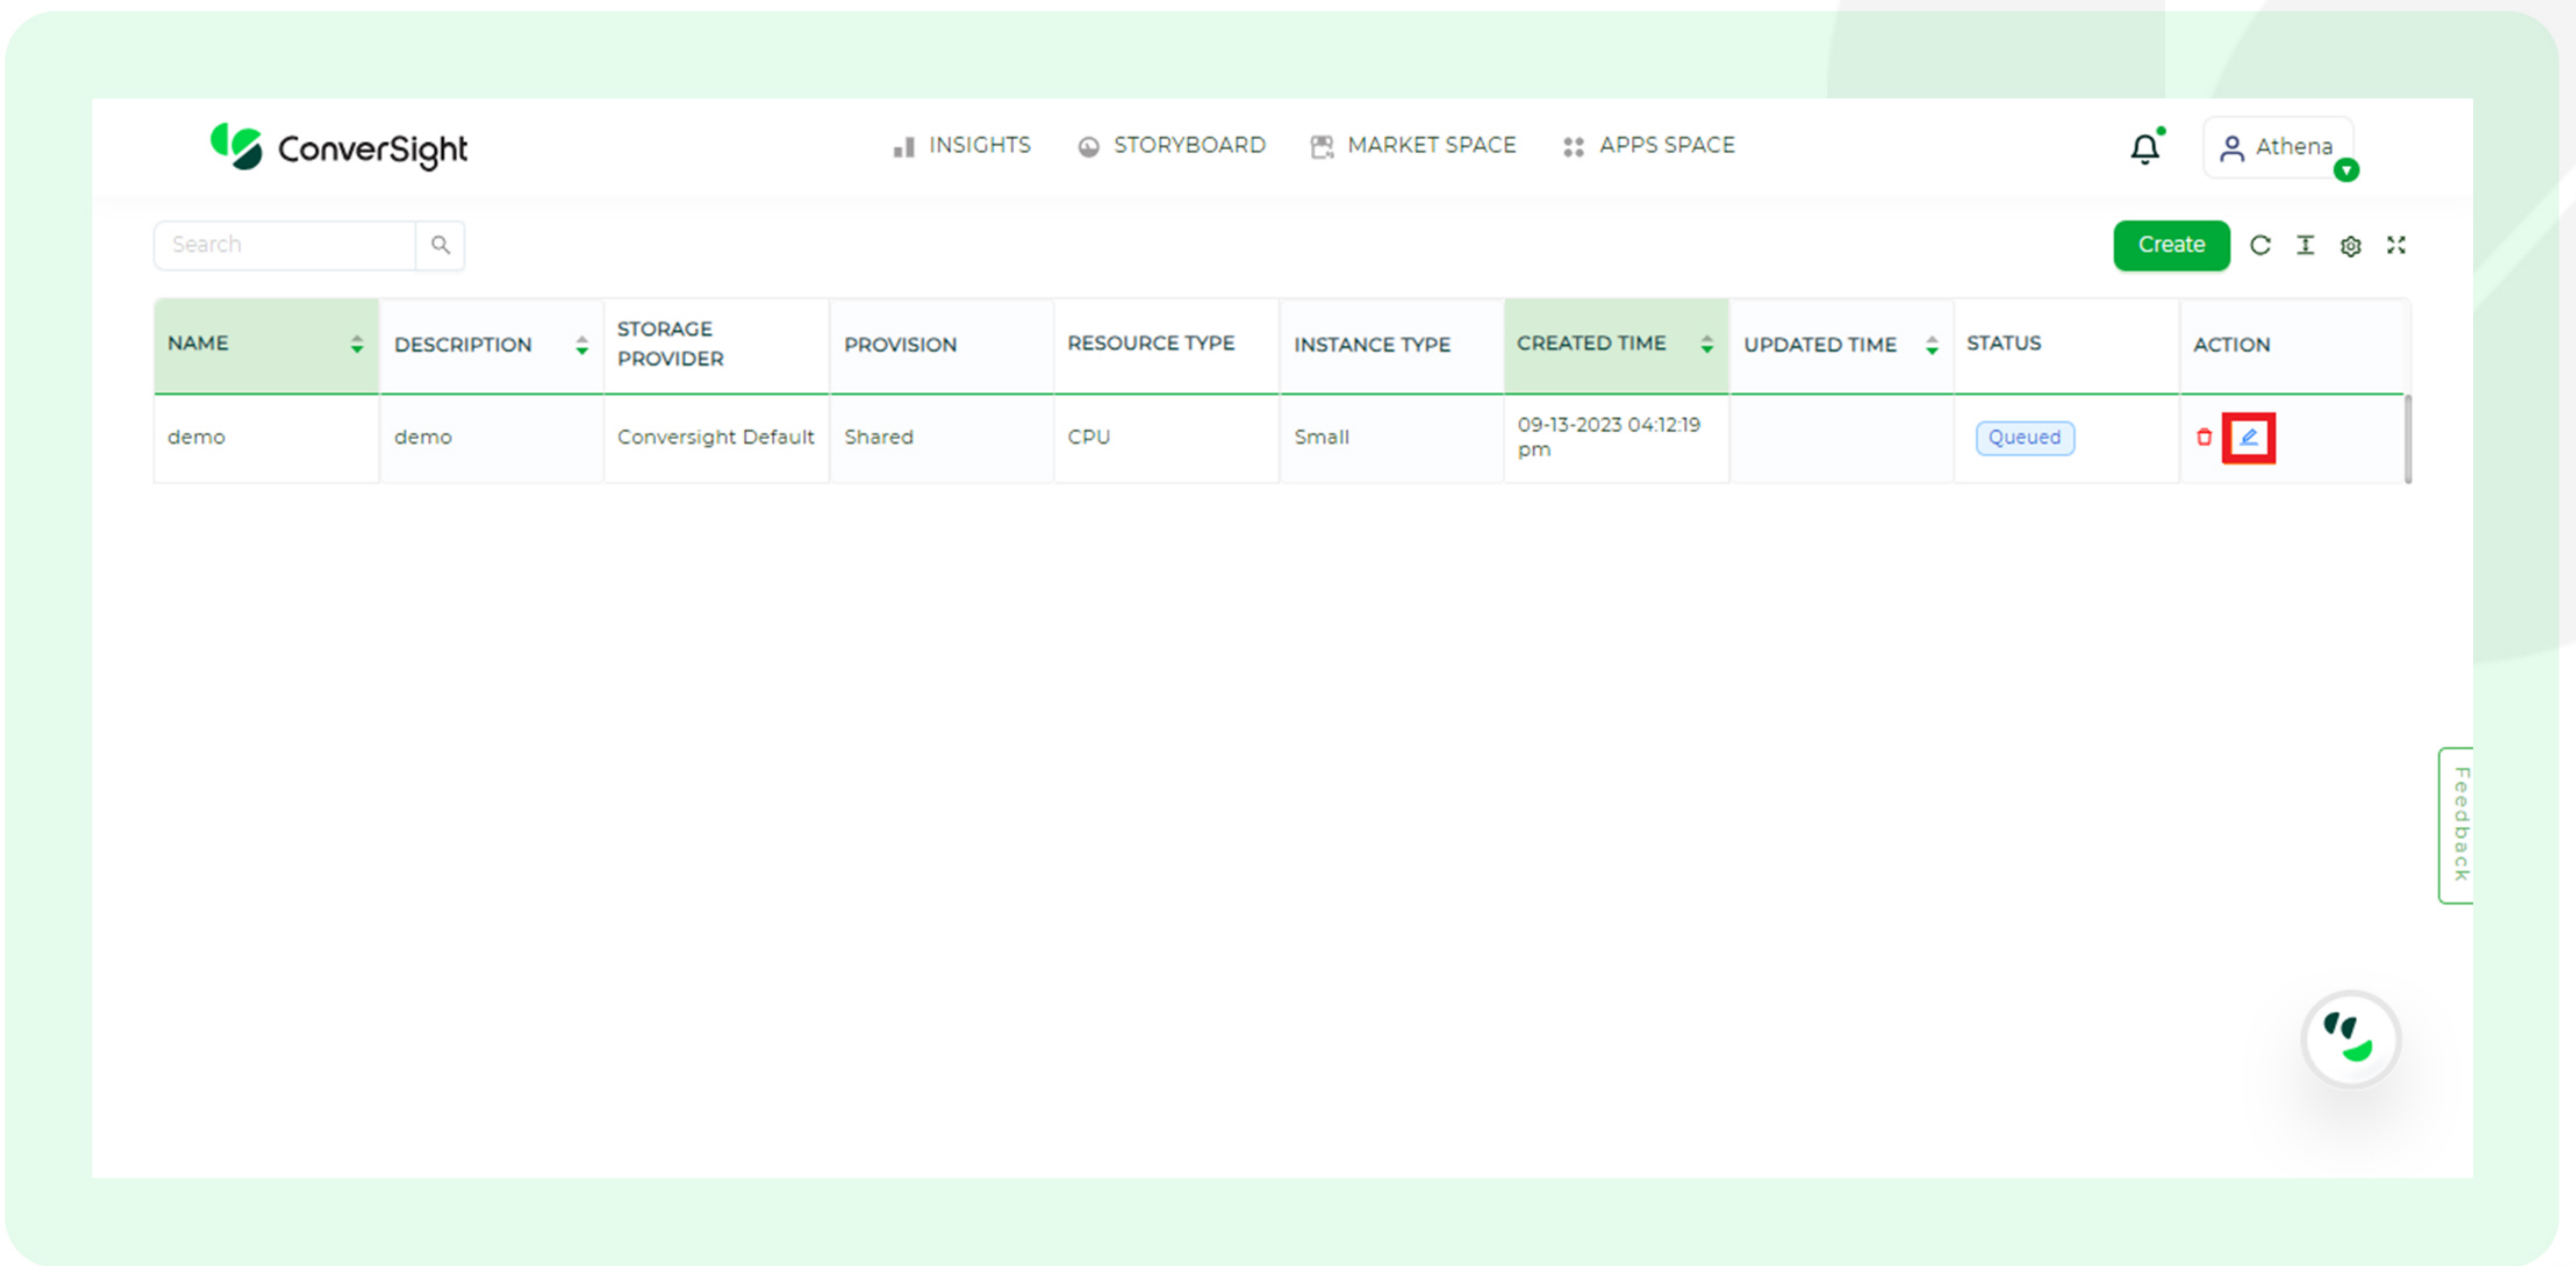 ConverSight
INSIGHTS
STORYBOARD
MARKET SPACE
APPS SPACE
Athena
Search
Create
NAME
DESCRIPTION
STORAGE
PROVIDER
PROVISION
RESOURCE TYPE
INSTANCE TYPE
CREATED TIME
UPDATED TIME
STATUS
ACTION
demo
demo
Conversight Default
Shared
CPU
Small
09-13-2023 04:12:19
pm
Queued
Feedback